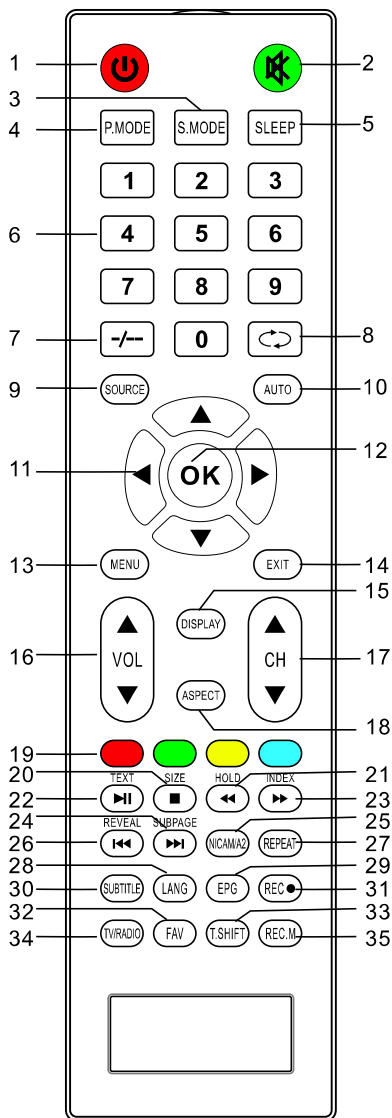 1 2
3
4 P.MODE S.MODE SLEEP 5
1 2 3
6 4 5 6
7 8 9
7 -/-- 0 8
9 SOURCE AUTO 10
11 OK 12
13 MENU EXIT 14
15
DISPLAY
16 VOL CH 17
ASPECT
18
19
20 TEXT SIZE HOLD INDEX 21
22 23
24 REVEAL SUBPAGE 25
26 NICAM/A2 REPEAT 27
28 29
30 SUBTITLE LANG EPG REC 31
32 33
34 TV/RADIO FAV T.SHIFT REC.M 35